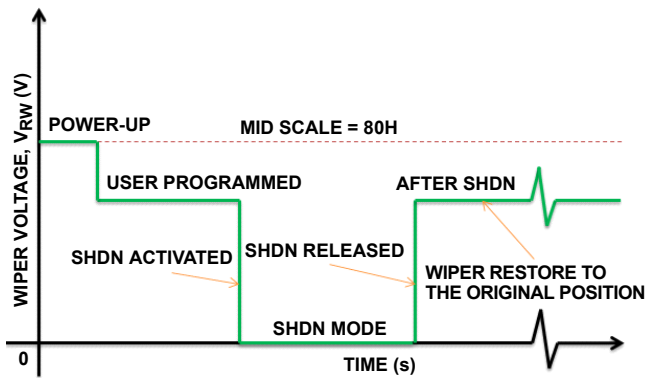 WIPER VOLTAGE, VRW (V)
POWER-UP
MID SCALE = 80H
USER PROGRAMMED
AFTER SHDN
SHDN ACTIVATED
SHDN RELEASED
WIPER RESTORE TO
THE ORIGINAL POSITION
SHDN MODE
0
TIME (s)